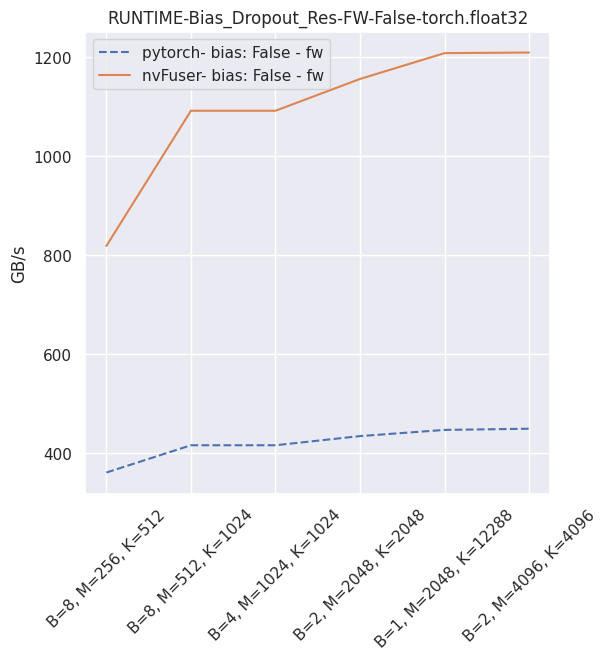 RUNTIME-Bias_Dropout_Res-FW-False-torch.float32
pytorch- bias: False - fw
nvFuser- bias: False - fw
GB/s
1200
1000
800
600
400
B=8, M=256, K=512
B=8, M=512, K=1024
B=4, M=1024, K=1024
B=2, M=2048, K=2048
B=1, M=2048, K=12288
B=2, M=4096, K=4096